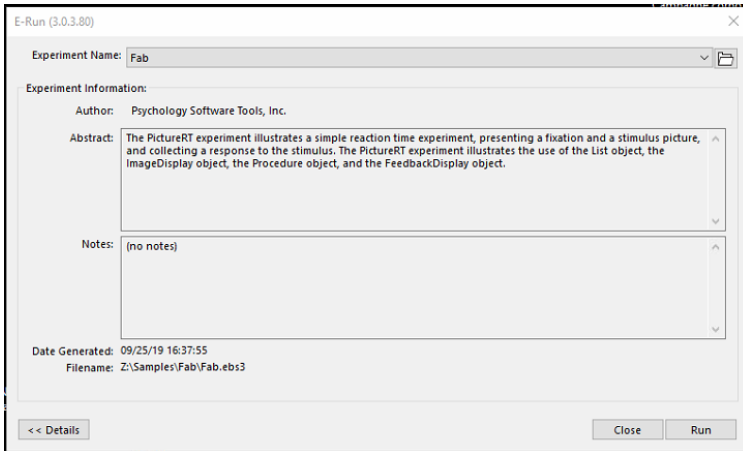 E-Run (3.0.3.80)
Experiment Name: Fab
Experiment Information:
Author: Psychology Software Tools, Inc.
Abstract: The PictureRT experiment illustrates a simple reaction time experiment, presenting a fixation and a stimulus picture,
and collecting a response to the stimulus. The PictureRT experiment illustrates the use of the List object, the
ImageDisplay object, the Procedure object, and the FeedbackDisplay object.
Notes: (no notes)
Date Generated: 09/25/19 16:37:55
Filename: Z:\Samples\Fab\Fab.ebs3
<< Details Close Run